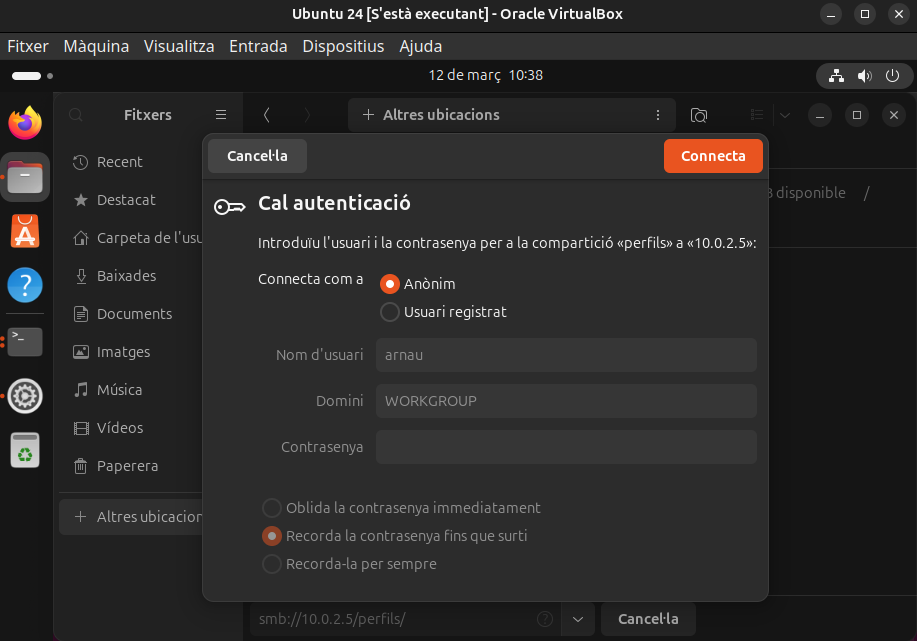 Ubuntu 24 [S'està executant] - Oracle VirtualBox
Fitxer Màquina Visualitza Entrada Dispositius Ajuda
12 de març 10:38
Fitxers
Altres ubicacions
Cancel·la
Connecta
Recent
Cal autenticació
disponible /
Destacat
Carpeta de l'usu
Introduïu l'usuari i la contrasenya per a la compartició «perfils» a «10.0.2.5»:
Baixades
Connecta com a
Anònim
Documents
Usuari registrat
Imatges
Nom d'usuari arnau
Música
Domini WORKGROUP
Vídeos
Contrasenya
Paperera
Oblida la contrasenya immediatament
Altres ubicacion
Recorda la contrasenya fins que surti
Recorda-la per sempre
smb://10.0.2.5/perfils/
Cancel·la